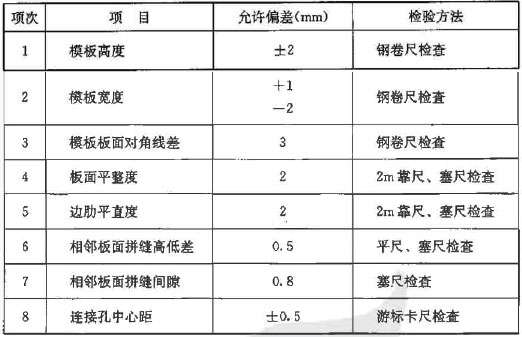 项次 项 目 允许偏差(mm) 检验方法
1 模板高度 ±2 钢卷尺检查
2 模板宽度 +1 钢卷尺检查
−2
3 模板板面对角线差 3 钢卷尺检查
4 板面平整度 2 2m靠尺、塞尺检查
5 边肋平直度 2 2m靠尺、塞尺检查
6 相邻板面拼缝高低差 0.5 平尺、塞尺检查
7 相邻板面拼缝间隙 0.8 塞尺检查
8 连接孔中心距 ±0.5 游标卡尺检查